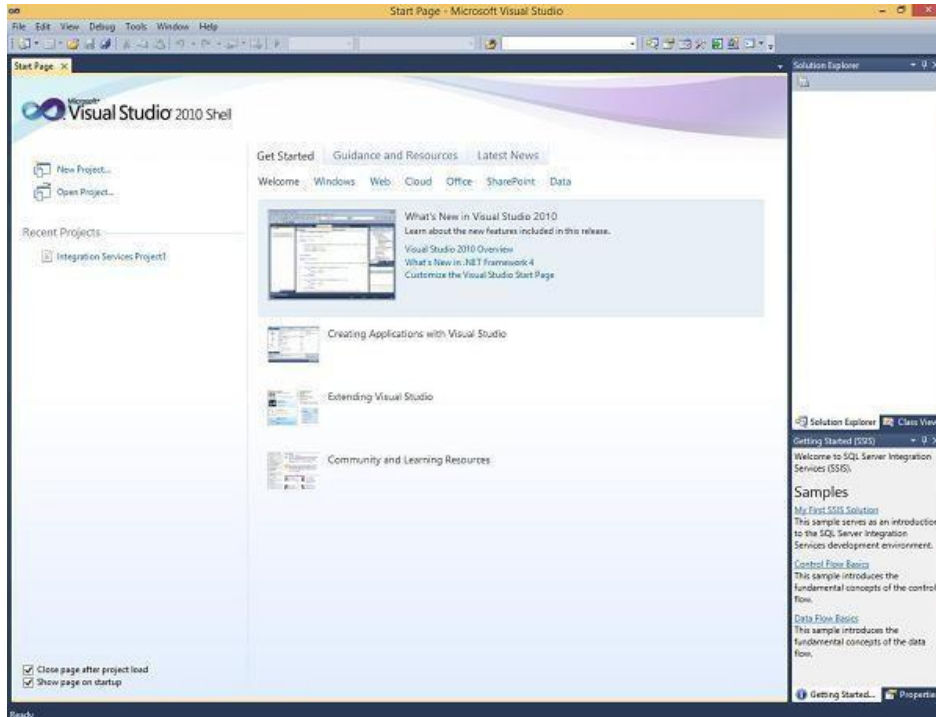 Start Page - Microsoft Visual Studio
File Edit View Debug Tools Window Help
Start Page
Microsoft
Visual Studio 2010 Shell
New Project...
Open Project...
Recent Projects
Integration Services Project1
Get Started Guidance and Resources Latest News
Welcome Windows Web Cloud Office SharePoint Data
What's New in Visual Studio 2010
Learn about the new features included in this release.
Visual Studio 2010 Overview
What's New in .NET Framework 4
Customize the Visual Studio Start Page
Creating Applications with Visual Studio
Extending Visual Studio
Community and Learning Resources
Close page after project load
Show page on startup
Solution Explorer
Solution Explorer Class View
Getting Started (SSIS)
Welcome to SQL Server Integration
Services (SSIS).
Samples
My First SSIS Solution
This sample serves as an introduction
to the SQL Server Integration
Services development environment.
Control Flow Basics
This sample introduces the
fundamental concepts of the control
flow.
Data Flow Basics
This sample introduces the
fundamental concepts of the data
flow.
Getting Started... Properties
Ready